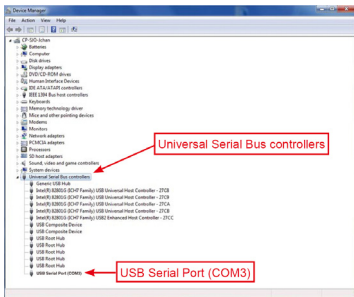 Device Manager
File Action View Help
CP-SIO-Ichan
Batteries
Computer
Disk drives
Display adapters
DVD/CD-ROM drives
Human Interface Devices
IDE ATA/ATAPI controllers
IEEE 1394 Bus host controllers
Keyboards
Memory technology driver
Mice and other pointing devices
Modems
Monitors
Network adapters
PCMCIA adapters
Processors
SD host adapters
Sound, video and game controllers
System devices
Universal Serial Bus controllers
Universal Serial Bus controllers
Generic USB Hub
Intel(R) 82801G (ICH7 Family) USB Universal Host Controller - 27C8
Intel(R) 82801G (ICH7 Family) USB Universal Host Controller - 27C9
Intel(R) 82801G (ICH7 Family) USB Universal Host Controller - 27CA
Intel(R) 82801G (ICH7 Family) USB Universal Host Controller - 27CB
Intel(R) 82801G (ICH7 Family) USB2 Enhanced Host Controller - 27CC
USB Composite Device
USB Composite Device
USB Root Hub
USB Root Hub
USB Root Hub
USB Root Hub
USB Root Hub
USB Serial Port (COM3)
USB Serial Port (COM3)